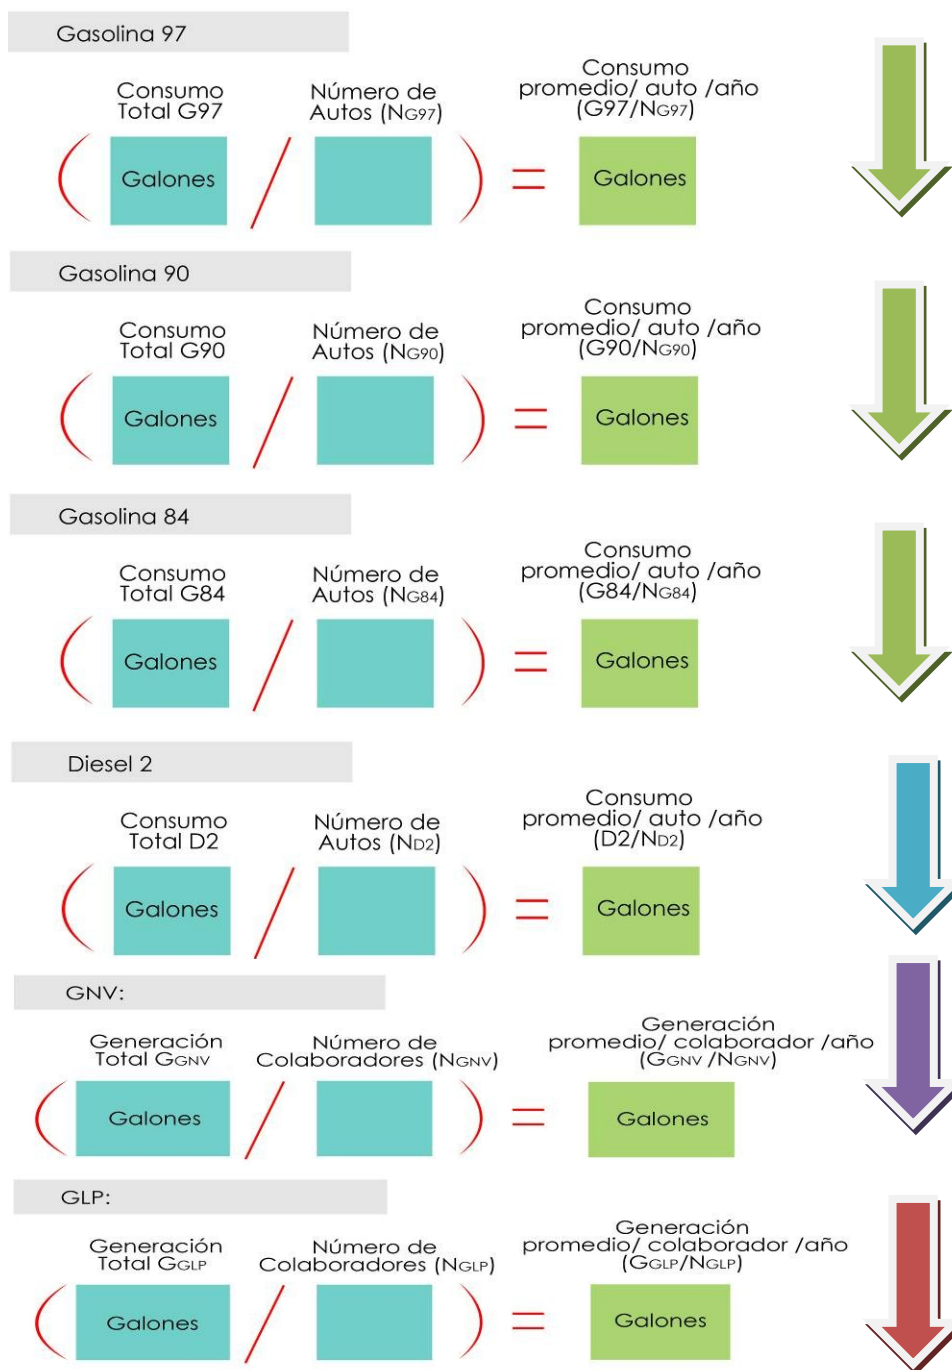 Gasolina 97
Consumo
Total G97
Número de
Autos (NG97)
Consumo
promedio/ auto /año
(G97/NG97)
( Galones / ) = Galones
Gasolina 90
Consumo
Total G90
Número de
Autos (NG90)
Consumo
promedio/ auto /año
(G90/NG90)
( Galones / ) = Galones
Gasolina 84
Consumo
Total G84
Número de
Autos (NG84)
Consumo
promedio/ auto /año
(G84/NG84)
( Galones / ) = Galones
Diesel 2
Consumo
Total D2
Número de
Autos (ND2)
Consumo
promedio/ auto /año
(D2/ND2)
( Galones / ) = Galones
GNV:
Generación
Total GGNV
Número de
Colaboradores (NGNV)
Generación
promedio/ colaborador /año
(GGNV /NGNV)
( Galones / ) = Galones
GLP:
Generación
Total GGLP
Número de
Colaboradores (NGLP)
Generación
promedio/ colaborador /año
(GGLP/NGLP)
( Galones / ) = Galones